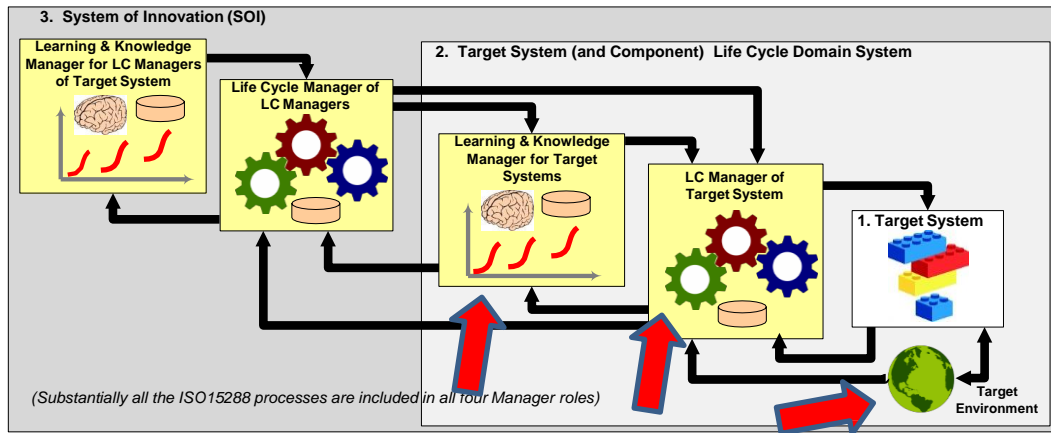 3. System of Innovation (SOI)
Learning & Knowledge
Manager for LC Managers
of Target System
2. Target System (and Component) Life Cycle Domain System
Life Cycle Manager of
LC Managers
Learning & Knowledge
Manager for Target
Systems
LC Manager of
Target System
1. Target System
(Substantially all the ISO15288 processes are included in all four Manager roles)
Target
Environment